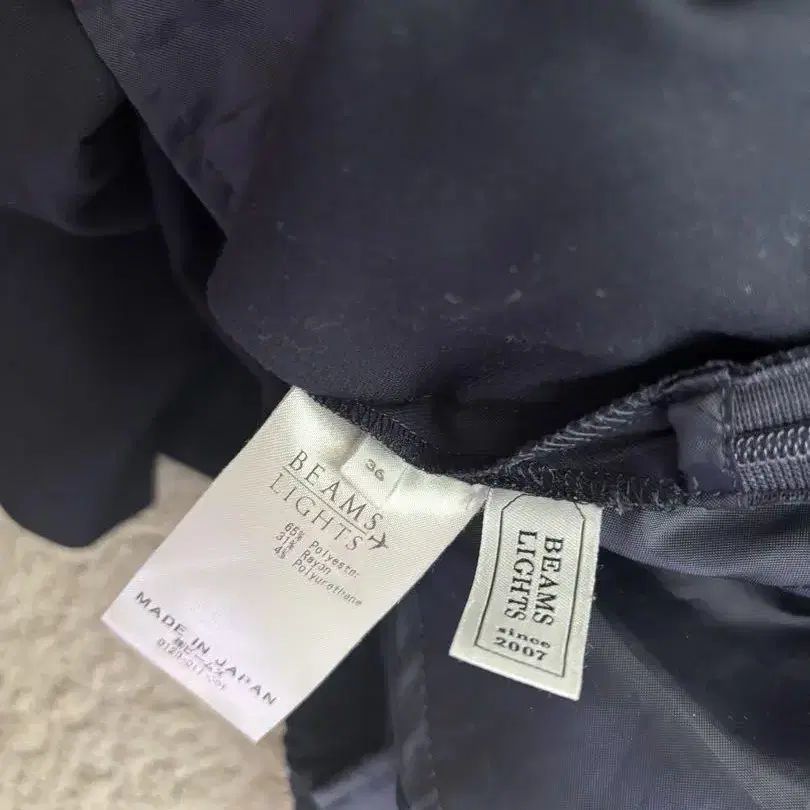 36
BEAMS
LIGHTS
65% Polyester
31% Rayon
4% Polyurethane
MADE IN JAPAN
BEAMS
LIGHTS
since
2007